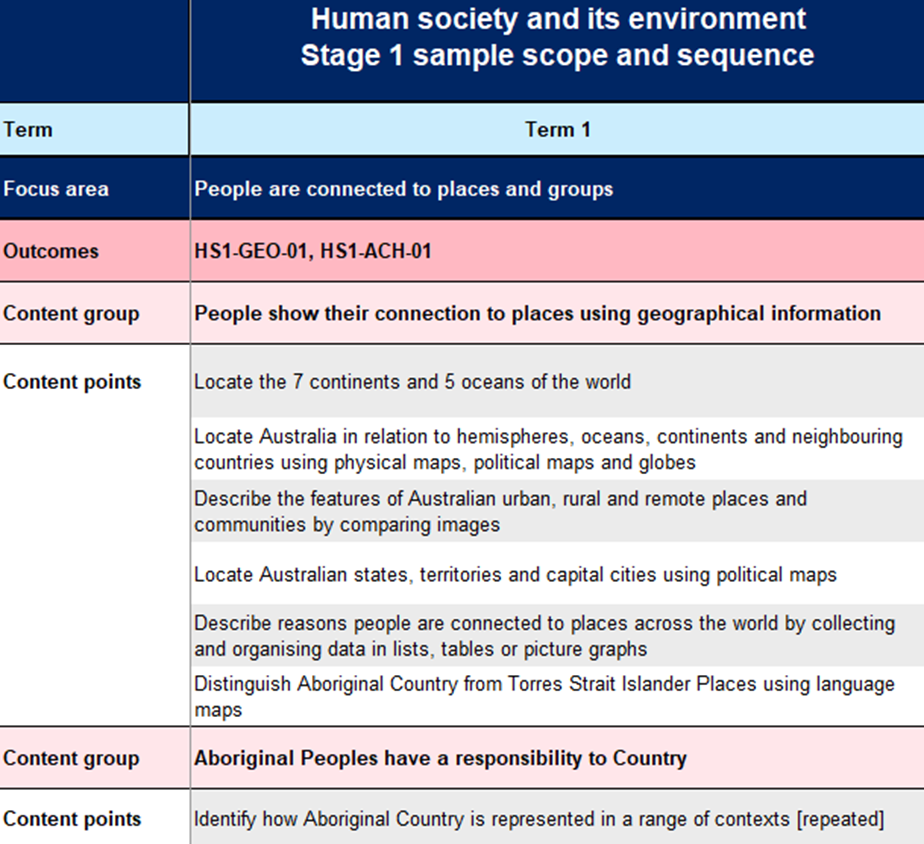 Human society and its environment
Stage 1 sample scope and sequence
Term
Term 1
Focus area
People are connected to places and groups
Outcomes
HS1-GEO-01, HS1-ACH-01
Content group
People show their connection to places using geographical information
Content points
Locate the 7 continents and 5 oceans of the world
Locate Australia in relation to hemispheres, oceans, continents and neighbouring
countries using physical maps, political maps and globes
Describe the features of Australian urban, rural and remote places and
communities by comparing images
Locate Australian states, territories and capital cities using political maps
Describe reasons people are connected to places across the world by collecting
and organising data in lists, tables or picture graphs
Distinguish Aboriginal Country from Torres Strait Islander Places using language
maps
Content group
Aboriginal Peoples have a responsibility to Country
Content points
Identify how Aboriginal Country is represented in a range of contexts [repeated]